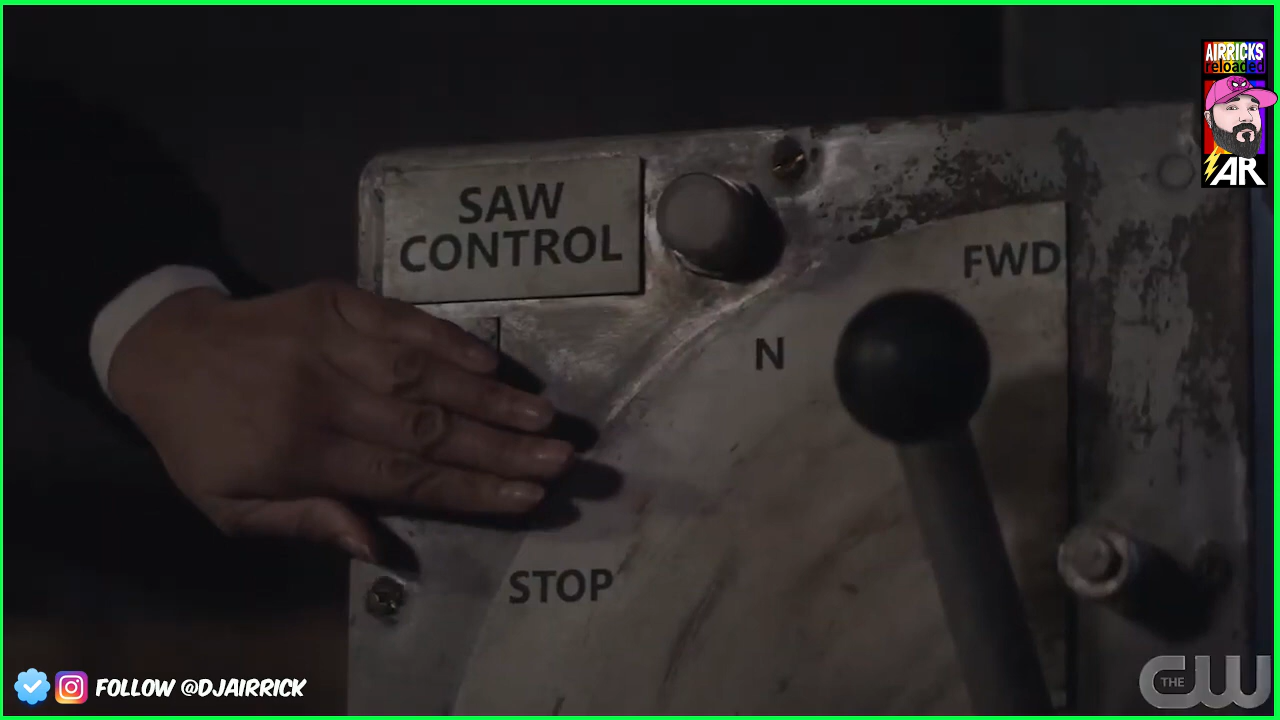 AIRRICKS
reloaded
AR
SAW
CONTROL
FWD
N
STOP
FOLLOW @DJAIRRICK
THE CW